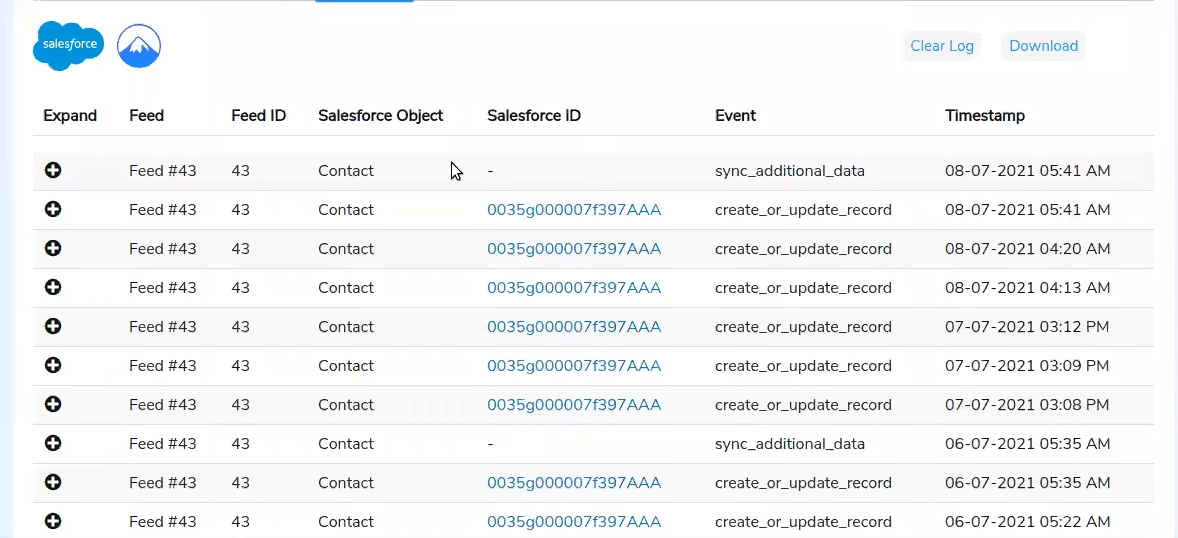 salesforce
Clear Log Download
Expand Feed Feed ID Salesforce Object Salesforce ID Event Timestamp
Feed #43 43 Contact - sync_additional_data 08-07-2021 05:41 AM
Feed #43 43 Contact 0035g000007f397AAA create_or_update_record 08-07-2021 05:41 AM
Feed #43 43 Contact 0035g000007f397AAA create_or_update_record 08-07-2021 04:20 AM
Feed #43 43 Contact 0035g000007f397AAA create_or_update_record 08-07-2021 04:13 AM
Feed #43 43 Contact 0035g000007f397AAA create_or_update_record 07-07-2021 03:12 PM
Feed #43 43 Contact 0035g000007f397AAA create_or_update_record 07-07-2021 03:09 PM
Feed #43 43 Contact 0035g000007f397AAA create_or_update_record 07-07-2021 03:08 PM
Feed #43 43 Contact - sync_additional_data 06-07-2021 05:35 AM
Feed #43 43 Contact 0035g000007f397AAA create_or_update_record 06-07-2021 05:35 AM
Feed #43 43 Contact 0035g000007f397AAA create_or_update_record 06-07-2021 05:22 AM